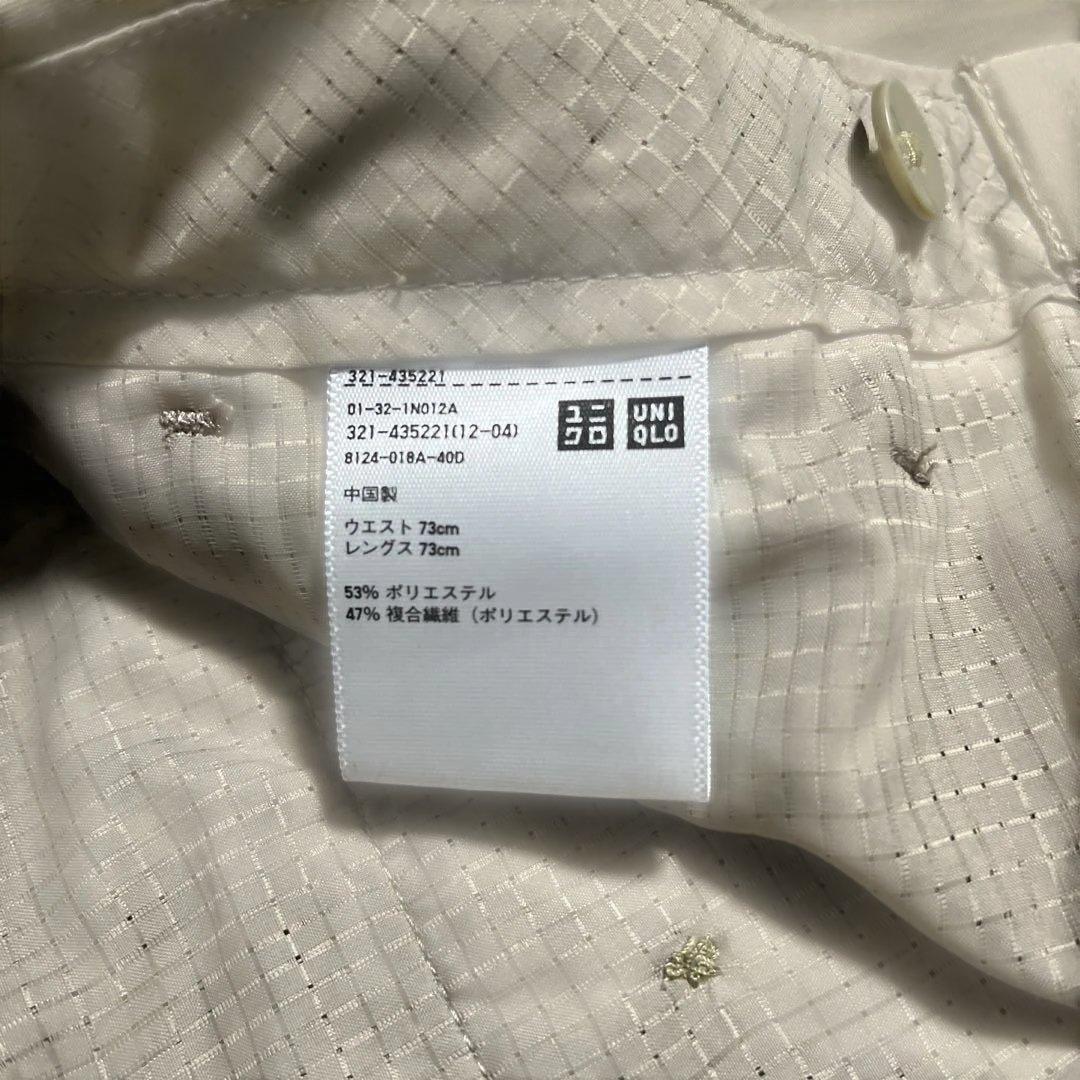 321-435221
01-32-1N012A
321-435221(12-04)
8124-018A-40D
ユニ
クロ
UNI
QLO
中国製
ウエスト 73cm
レングス 73cm
53% ポリエステル
47% 複合繊維（ポリエステル）